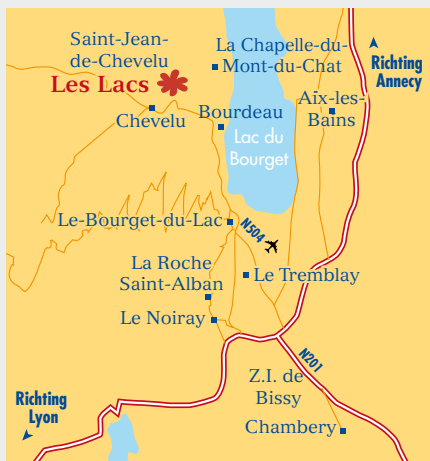 Saint-Jean-
de-Chevelu
La Chapelle-du-
Mont-du-Chat
Richting
Annecy
Les Lacs
Chevelu
Bourdeau
Aix-les-
Bains
Lac du
Bourget
Le-Bourget-du-Lac
N504
La Roche
Saint-Alban
Le Tremblay
Le Noiray
N201
Z.I. de
Bissy
Richting
Lyon
Chambery